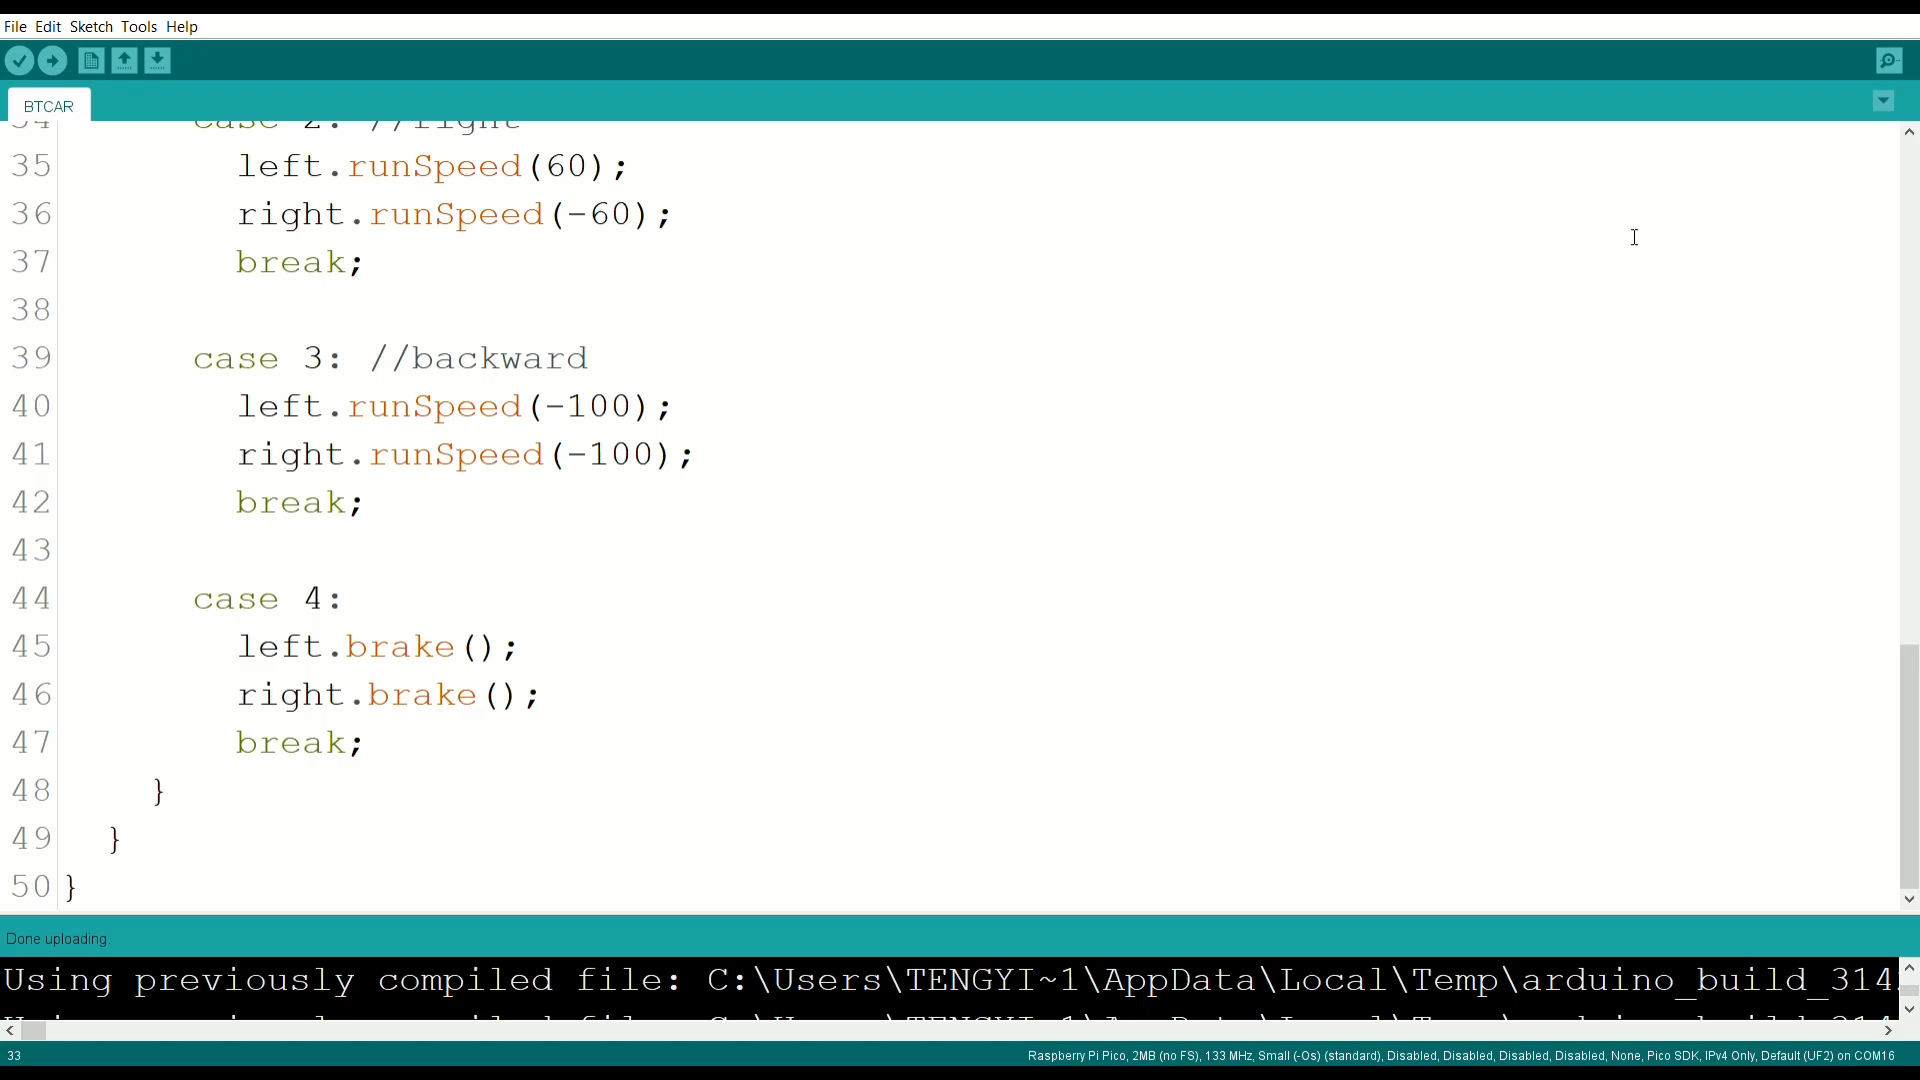 File Edit Sketch Tools Help
BTCAR
34 case 2: //right
35 left.runSpeed(60);
36 right.runSpeed(-60);
37 break;
38
39 case 3: //backward
40 left.runSpeed(-100);
41 right.runSpeed(-100);
42 break;
43
44 case 4:
45 left.brake();
46 right.brake();
47 break;
48 }
49 }
50 }
Done uploading.
Using previously compiled file: C:\Users\TENGYI~1\AppData\Local\Temp\arduino_build_314
33
Raspberry Pi Pico, 2MB (no FS), 133 MHz, Small (-Os) (standard), Disabled, Disabled, Disabled, Disabled, None, Pico SDK, IPv4 Only, Default (UF2) on COM16